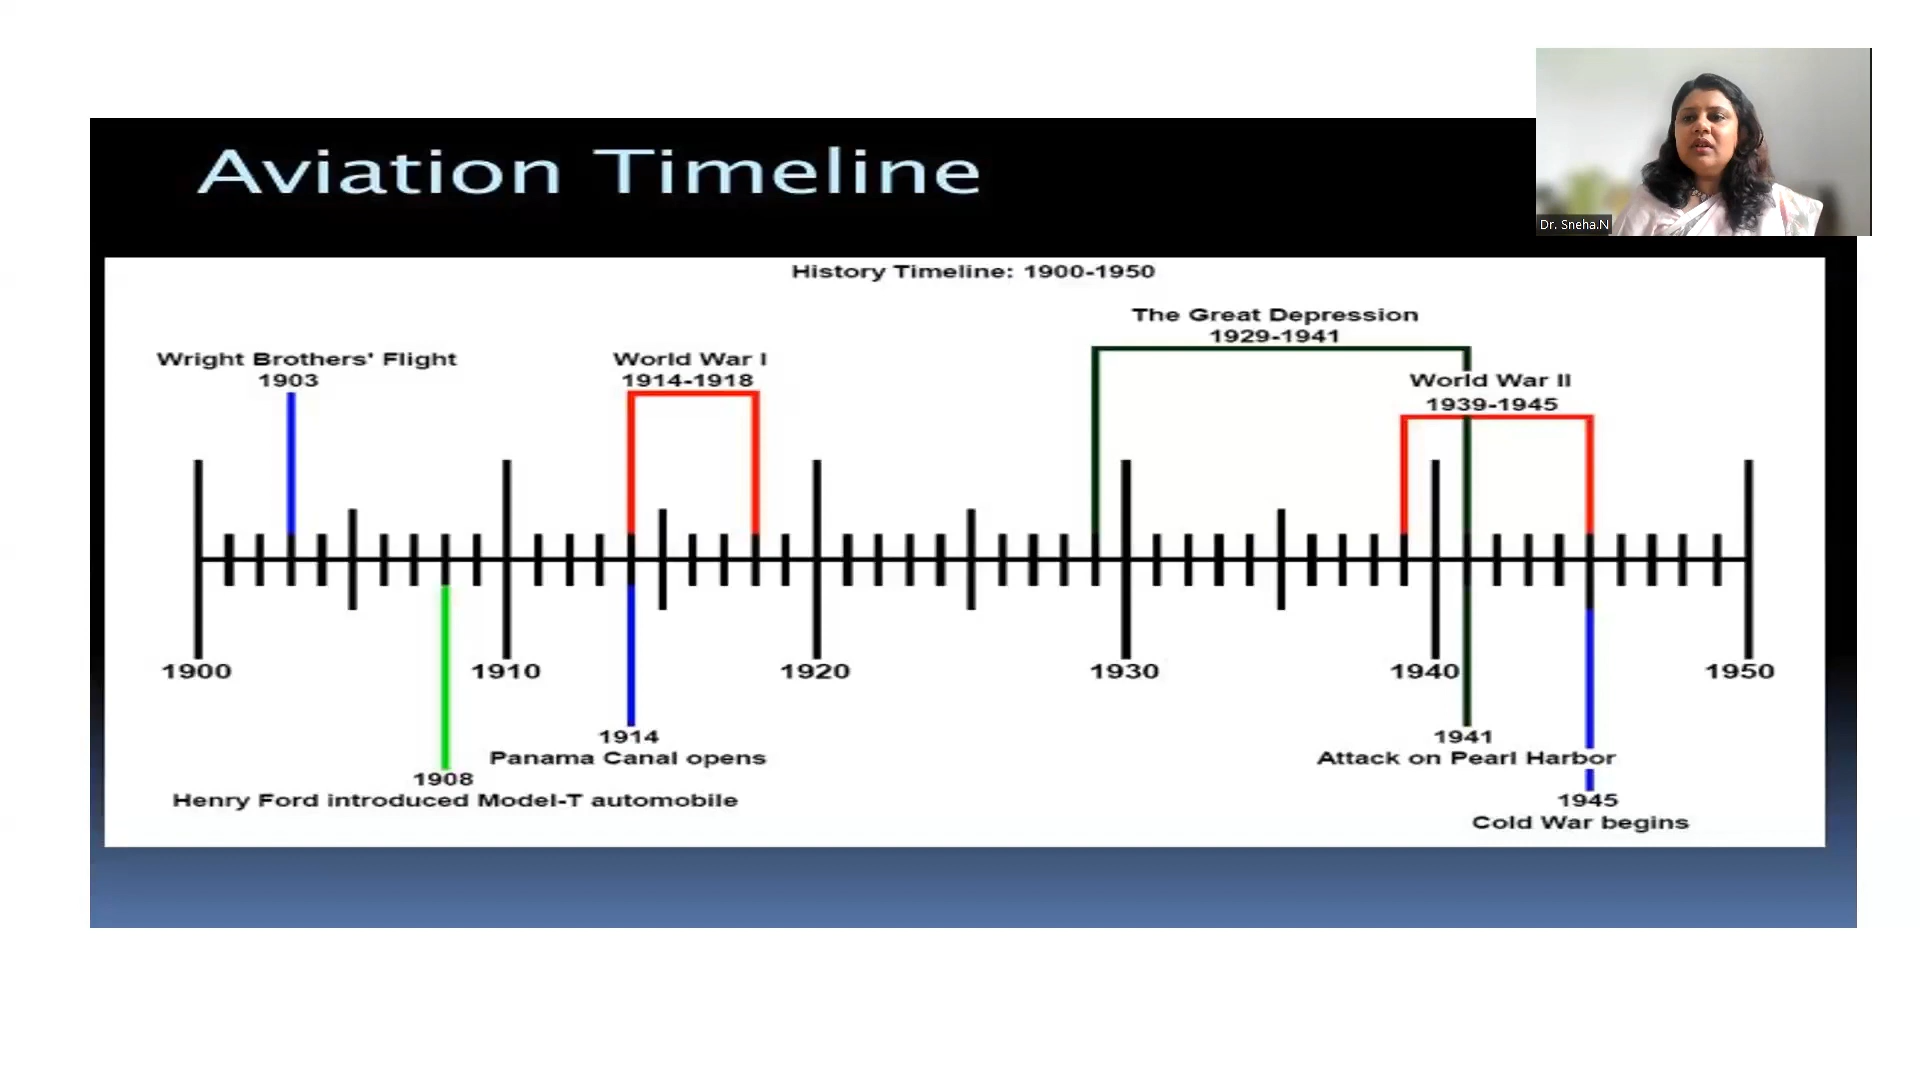 Aviation Timeline
Dr. Sneha.N
History Timeline: 1900-1950
The Great Depression
1929-1941
Wright Brothers' Flight
1903
World War I
1914-1918
World War II
1939-1945
1900
1910
1920
1930
1940
1950
1914
Panama Canal opens
1941
Attack on Pearl Harbor
1908
Henry Ford introduced Model-T automobile
1945
Cold War begins